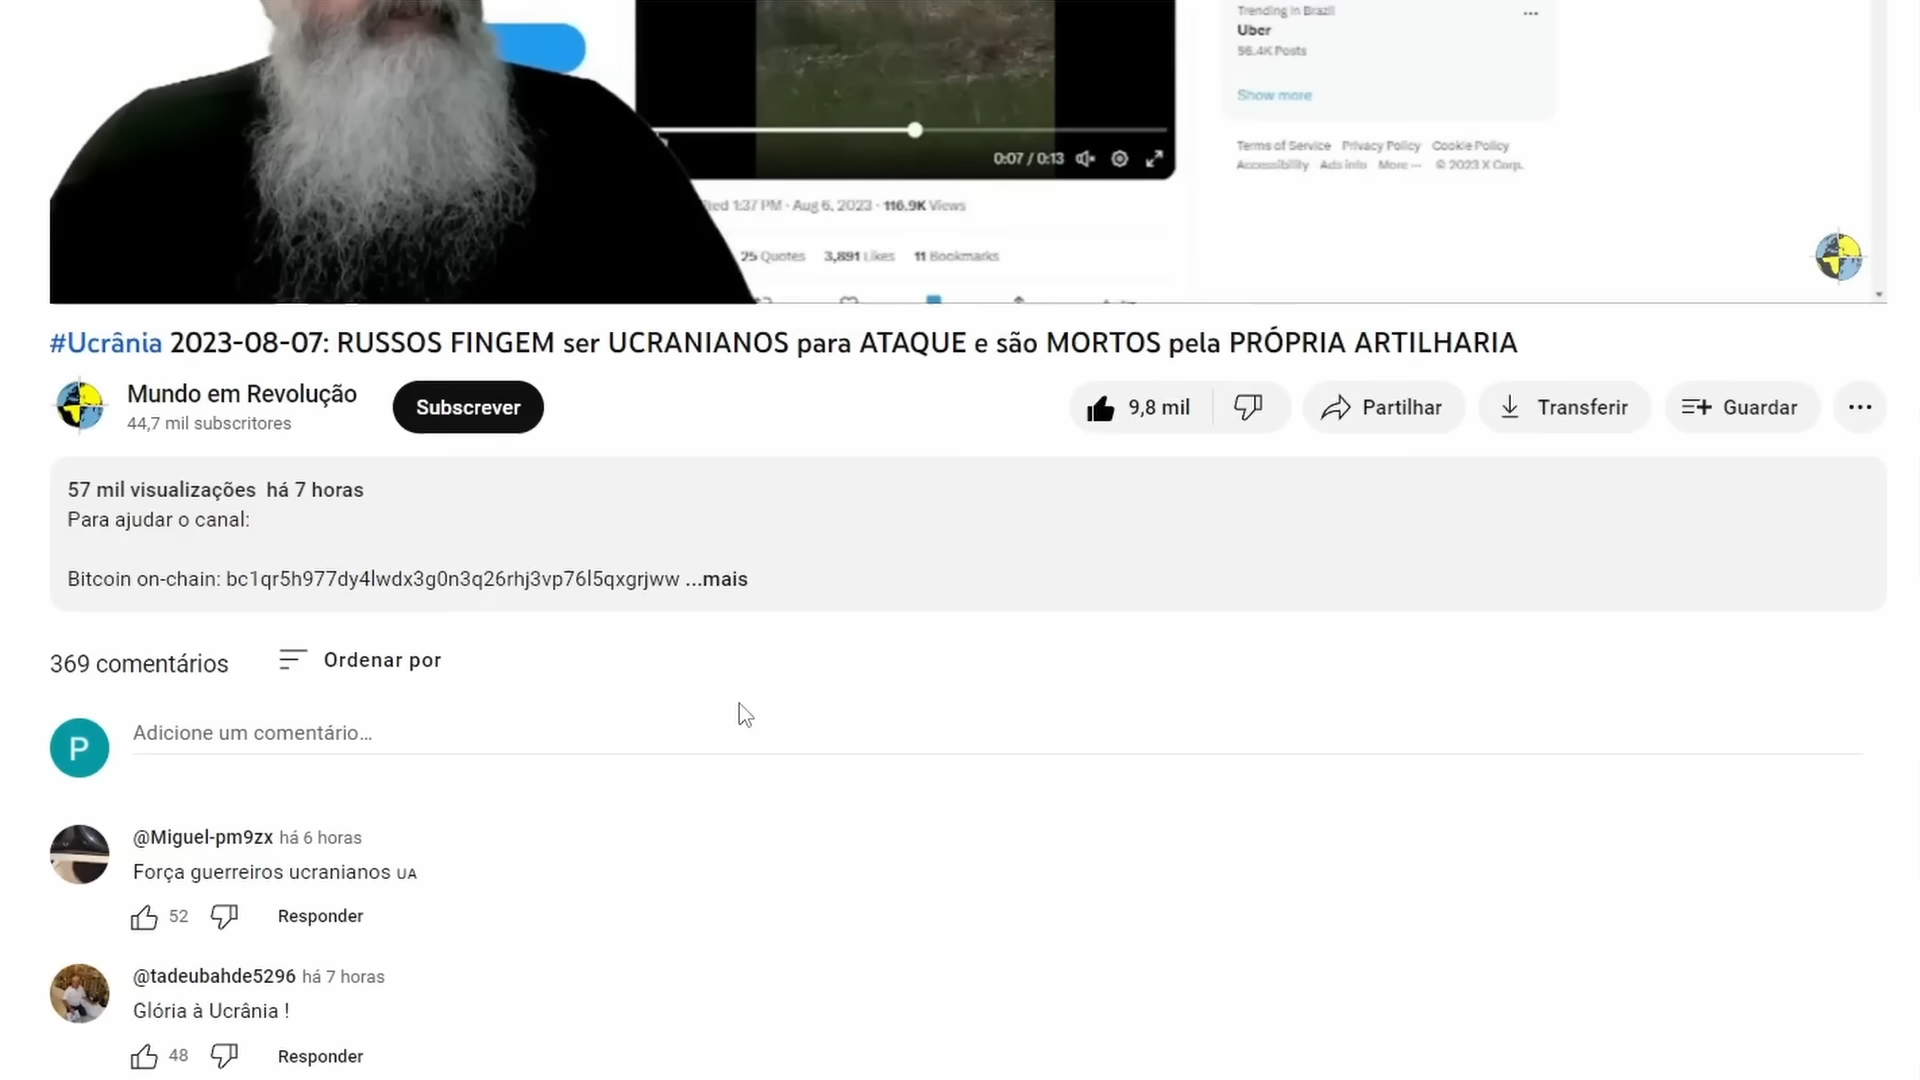 Trending in Brazil
Uber
56.4K Posts
Show more
Terms of Service Privacy Policy Cookie Policy
Accessibility Ads info More ··· © 2023 X Corp.
0:07 / 0:13
1:37 PM · Aug 6, 2023 · 116.9K Views
25 Quotes 3,891 Likes 11 Bookmarks
#Ucrânia 2023-08-07: RUSSOS FINGEM ser UCRANIANOS para ATAQUE e são MORTOS pela PRÓPRIA ARTILHARIA
Mundo em Revolução
44,7 mil subscritores
Subscrever
9,8 mil
Partilhar
Transferir
Guardar
57 mil visualizações há 7 horas
Para ajudar o canal:
Bitcoin on-chain: bc1qr5h977dy4lwdx3g0n3q26rhj3vp76l5qxgrjww ...mais
369 comentários
Ordenar por
P
Adicione um comentário...
@Miguel-pm9zx há 6 horas
Força guerreiros ucranianos UA
52 Responder
@tadeubahde5296 há 7 horas
Glória à Ucrânia !
48 Responder